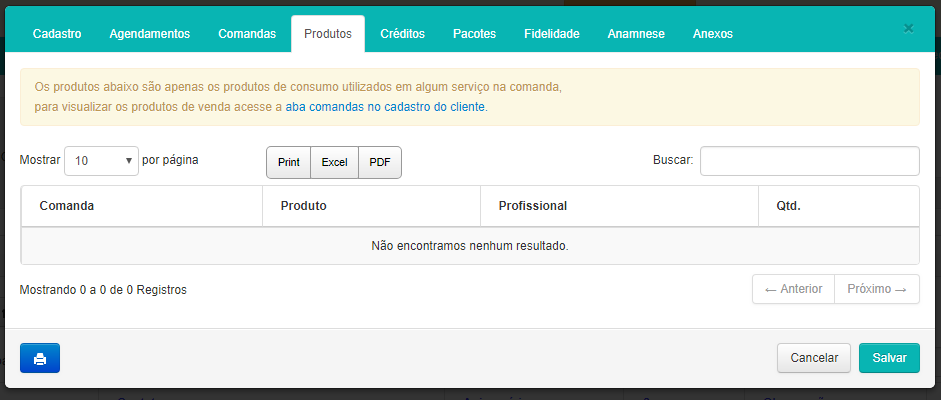 Cadastro Agendamentos Comandas Produtos Créditos Pacotes Fidelidade Anamnese Anexos ×
Os produtos abaixo são apenas os produtos de consumo utilizados em algum serviço na comanda,
para visualizar os produtos de venda acesse a aba comandas no cadastro do cliente.
Mostrar 10 por página Print Excel PDF Buscar:
Comanda Produto Profissional Qtd.
Não encontramos nenhum resultado.
Mostrando 0 a 0 de 0 Registros ← Anterior Próximo →
Cancelar Salvar